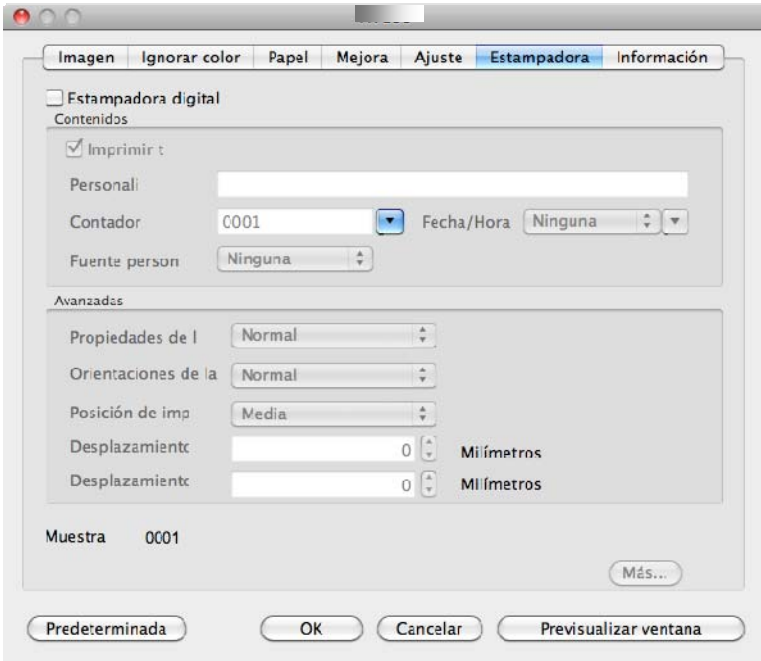 Imagen Ignorar color Papel Mejora Ajuste Estampadora Información
Estampadora digital
Contenidos
Imprimir t
Personali
Contador 0001 Fecha/Hora Ninguna
Fuente person Ninguna
Avanzadas
Propiedades de l Normal
Orientaciones de la Normal
Posición de imp Media
Desplazamientc 0 Milímetros
Desplazamientc 0 Milímetros
Muestra 0001
Más...
Predeterminada OK Cancelar Previsualizar ventana